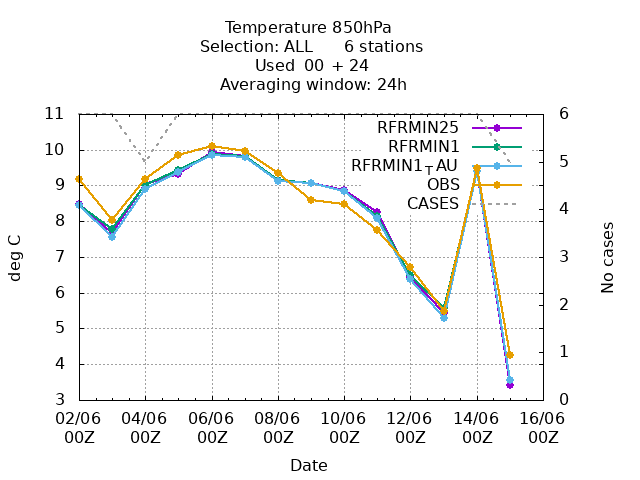 Temperature 850hPa
Selection: ALL 6 stations
Used 00 + 24
Averaging window: 24h
RFRMIN25
RFRMIN1
RFRMIN1TAU
OBS
CASES
deg C
11
10
9
8
7
6
5
4
3
No cases
6
5
4
3
2
1
0
02/06 04/06 06/06 08/06 10/06 12/06 14/06 16/06
00Z 00Z 00Z 00Z 00Z 00Z 00Z 00Z
Date